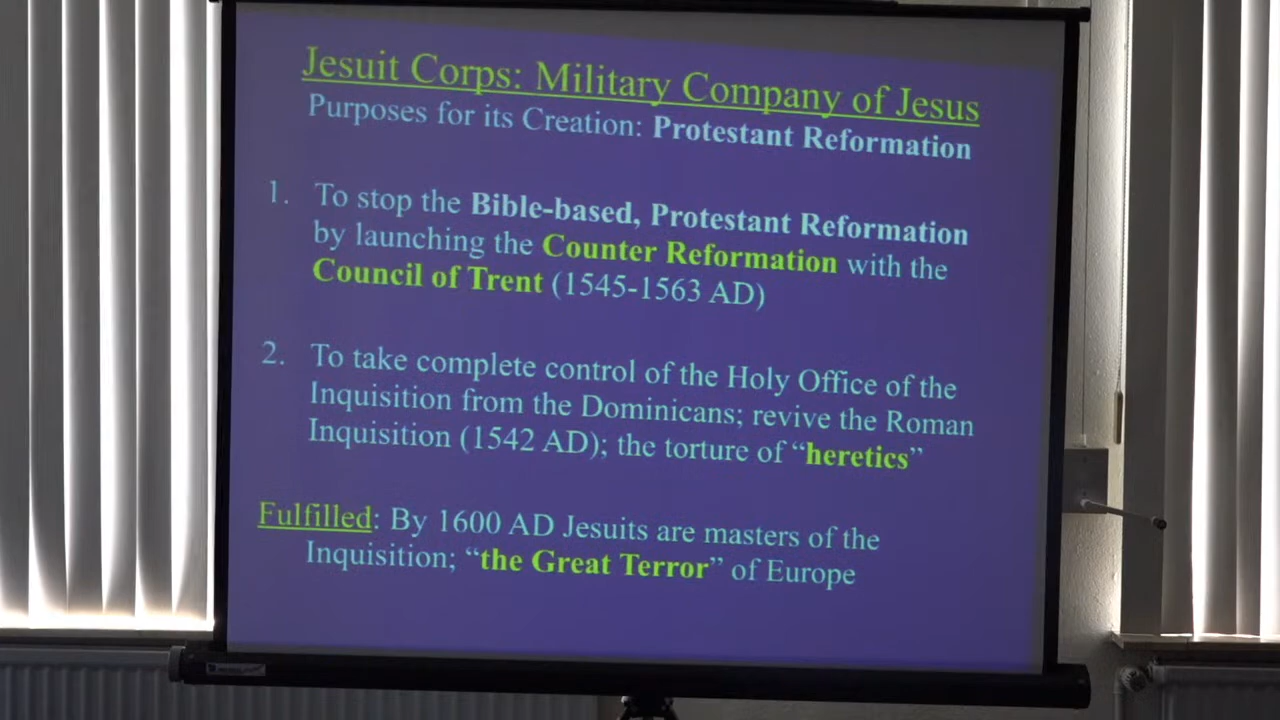 Jesuit Corps: Military Company of Jesus
Purposes for its Creation: Protestant Reformation
1. To stop the Bible-based, Protestant Reformation
by launching the Counter Reformation with the
Council of Trent (1545-1563 AD)
2. To take complete control of the Holy Office of the
Inquisition from the Dominicans; revive the Roman
Inquisition (1542 AD); the torture of “heretics”
Fulfilled: By 1600 AD Jesuits are masters of the
Inquisition; “the Great Terror” of Europe